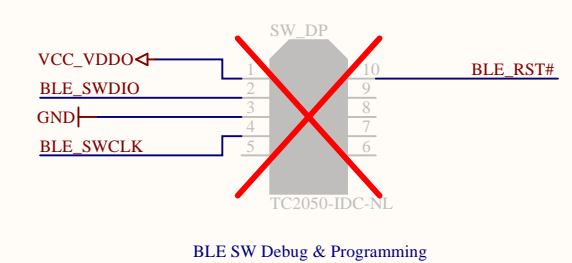 SW_DP
VCC_VDDO
1 10 BLE_RST#
BLE_SWDIO 2 9
GND 3 8
4 7
BLE_SWCLK 5 6
TC2050-IDC-NL
BLE SW Debug & Programming